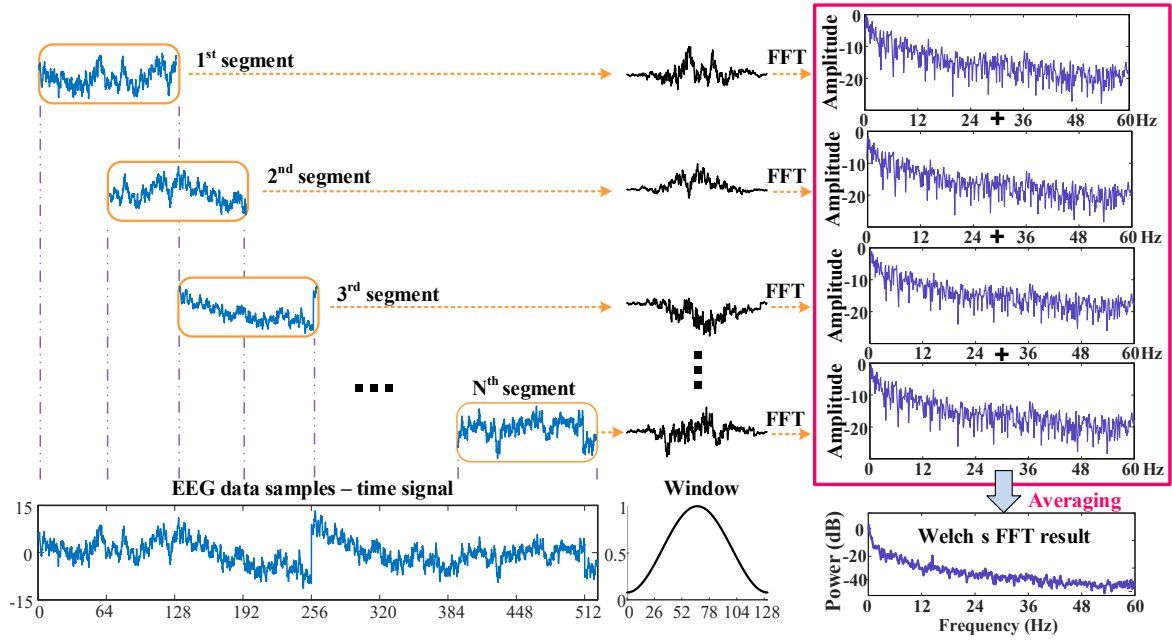 1st segment
FFT
Amplitude
0
-10
-20
0 12 24 36 48 60 Hz
+
2nd segment
FFT
Amplitude
0
-10
-20
0 12 24 36 48 60 Hz
+
3rd segment
FFT
Amplitude
0
-10
-20
0 12 24 36 48 60 Hz
+
Nth segment
FFT
Amplitude
0
-10
-20
0 12 24 36 48 60 Hz
Averaging
EEG data samples – time signal
15
0
-15
0 64 128 192 256 320 384 448 512
Window
1
0.5
0
0 26 52 78 104 128
Welch s FFT result
Power (dB)
0
-20
-40
0 12 24 36 48 60
Frequency (Hz)